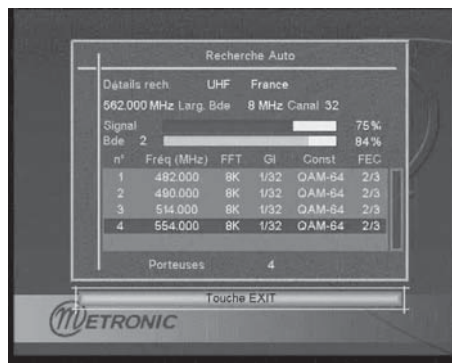 Recherche Auto
Détails rech. UHF France
562.000 MHz Larg. Bde 8 MHz Canal 32
Signal 75%
Bde 2 84%
n° Fréq (MHz) FFT GI Const FEC
1 482.000 8K 1/32 QAM-64 2/3
2 490.000 8K 1/32 QAM-64 2/3
3 514.000 8K 1/32 QAM-64 2/3
4 554.000 8K 1/32 QAM-64 2/3
Porteuses 4
Touche EXIT
METRONIC